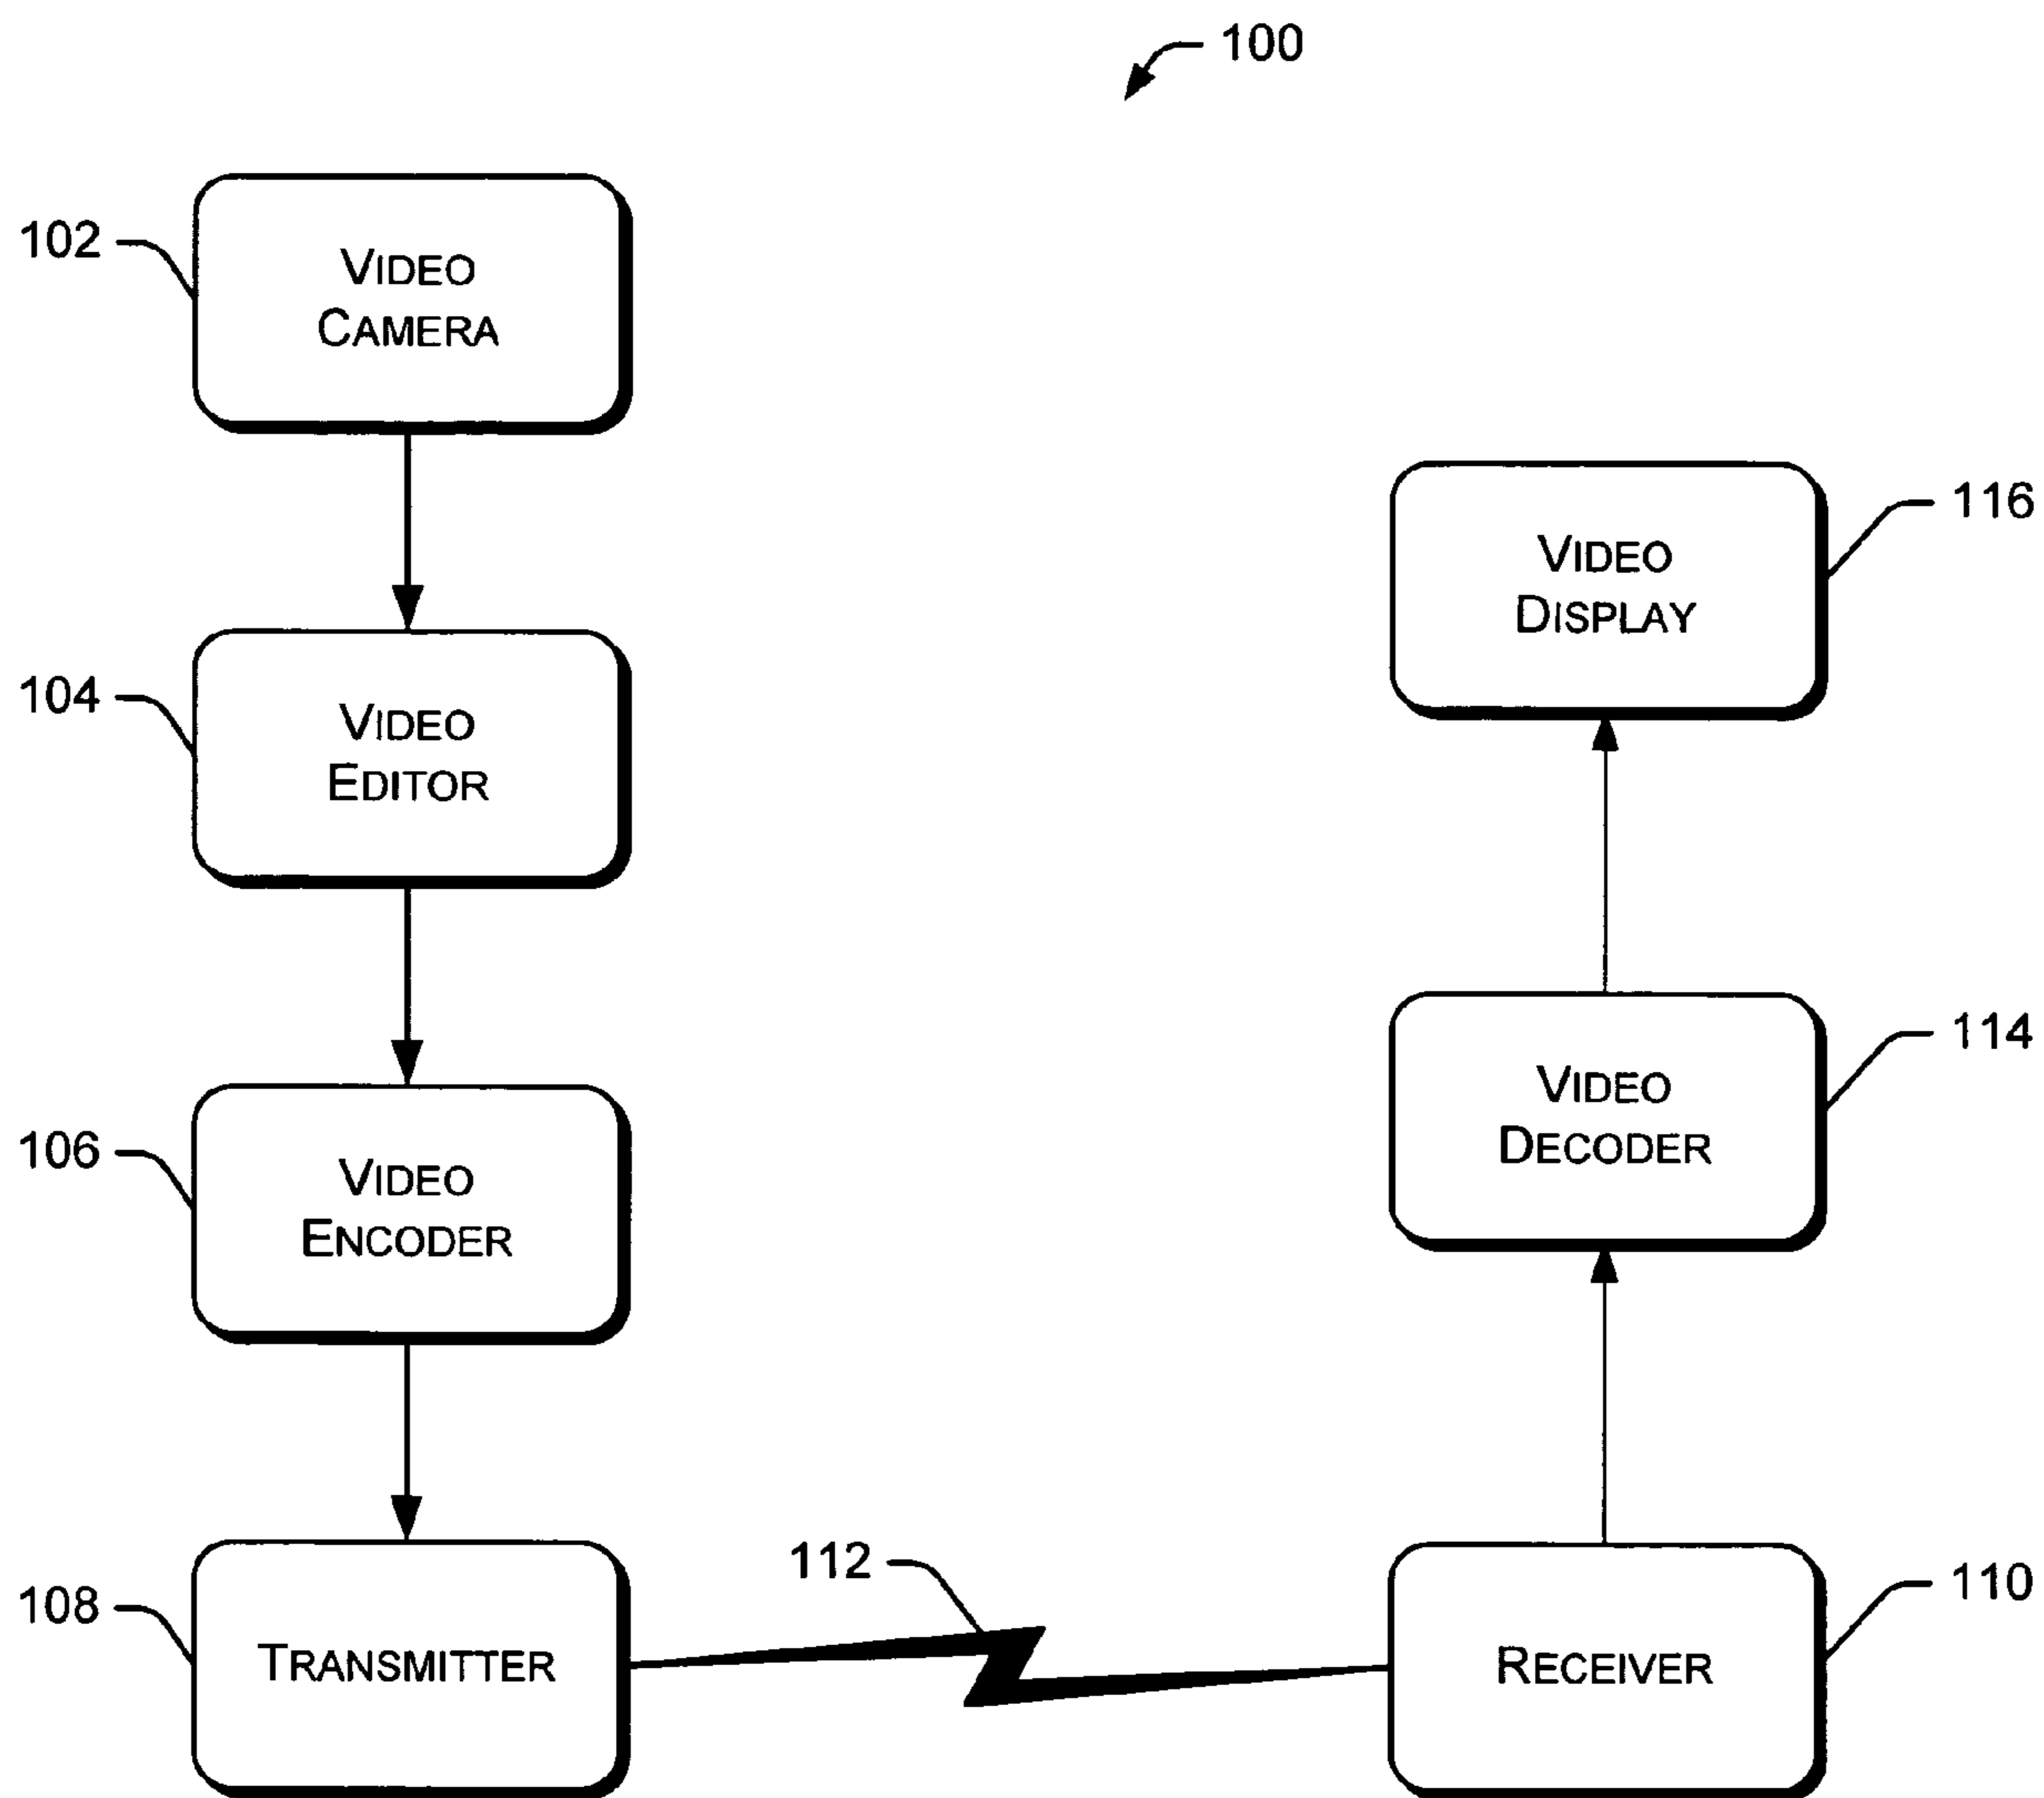 100
102
VIDEO
CAMERA
116
VIDEO
DISPLAY
104
VIDEO
EDITOR
114
VIDEO
DECODER
106
VIDEO
ENCODER
112
108
TRANSMITTER
110
RECEIVER